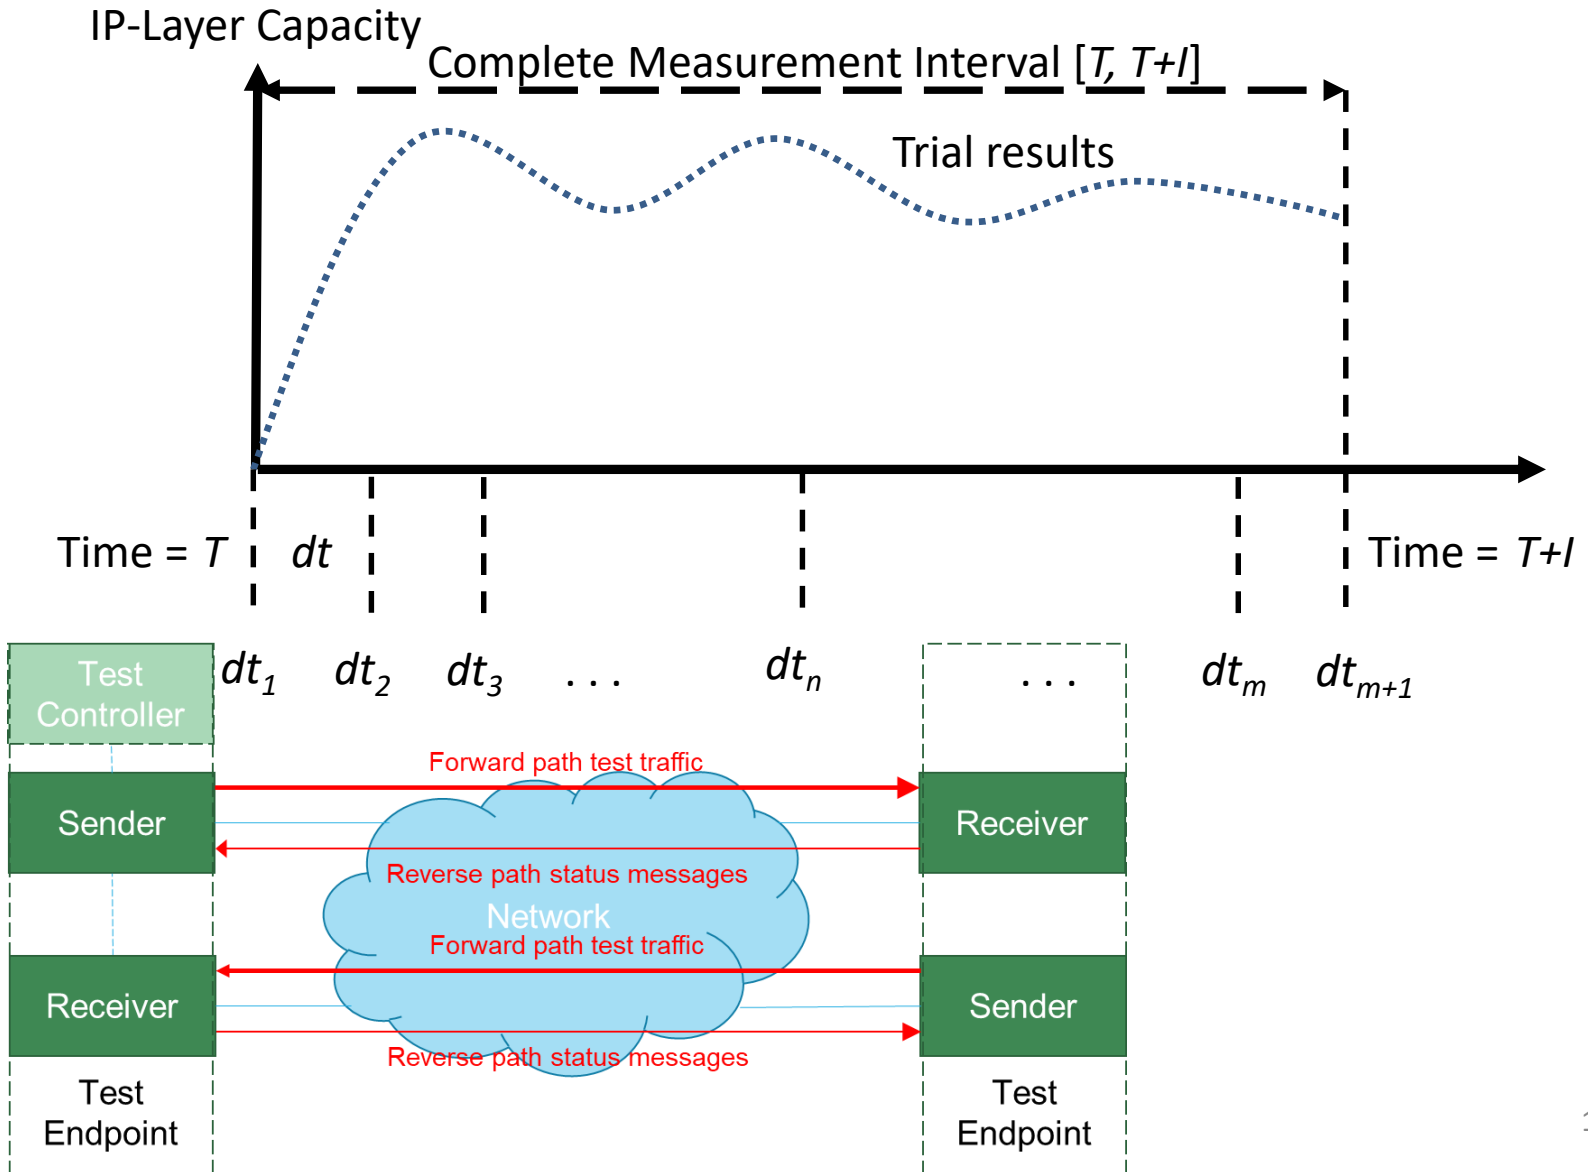 IP-Layer Capacity
Complete Measurement Interval [T, T+I]
Trial results
Time = T
dt
Time = T+I
dt1
dt2
dt3
. . .
dtn
. . .
dtm
dtm+1
Test
Controller
Forward path test traffic
Sender
Receiver
Reverse path status messages
Network
Forward path test traffic
Receiver
Sender
Reverse path status messages
Test
Endpoint
Test
Endpoint